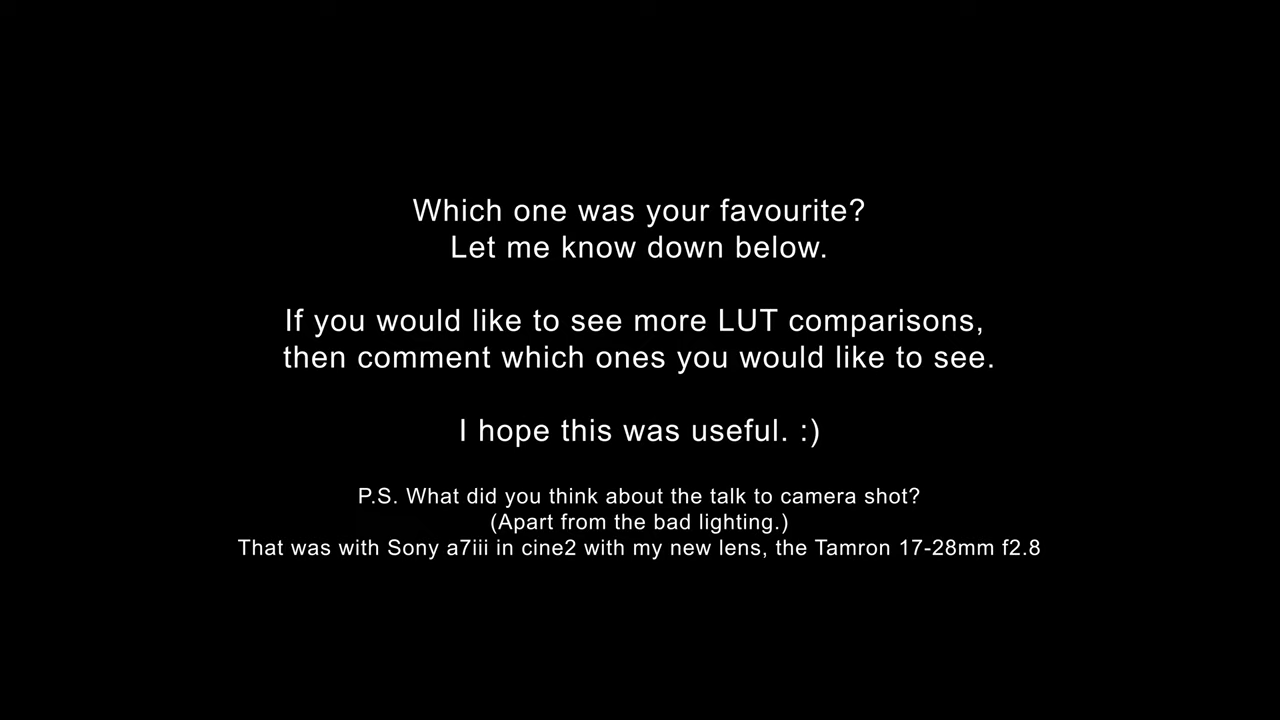 Which one was your favourite?
Let me know down below.
If you would like to see more LUT comparisons,
then comment which ones you would like to see.
I hope this was useful. :)
P.S. What did you think about the talk to camera shot?
(Apart from the bad lighting.)
That was with Sony a7iii in cine2 with my new lens, the Tamron 17-28mm f2.8